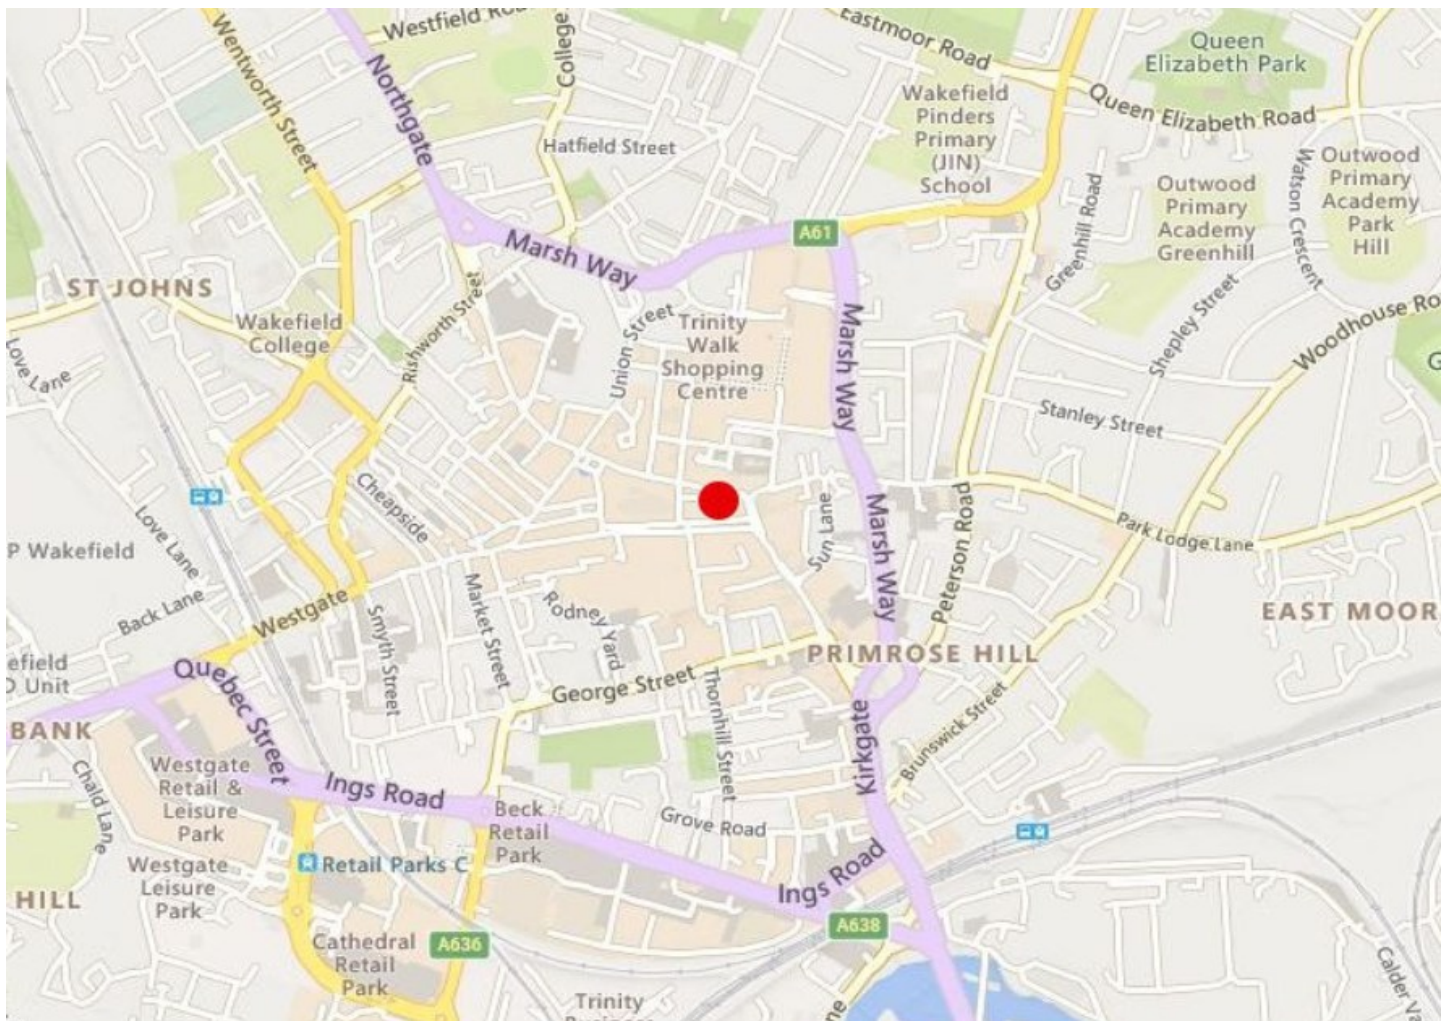 Westfield Road
College
Eastmoor Road
Queen
Elizabeth Park
Wentworth Street
Northgate
Wakefield
Pinders
Primary
(JIN)
School
Queen Elizabeth Road
Hatfield Street
Outwood
Primary
Academy
Park
Hill
Watson Crescent
Outwood
Primary
Academy
Greenhill
Greenhill Road
A61
Marsh Way
ST JOHNS
Rishworth Street
Wakefield
College
Union Street
Trinity
Walk
Shopping
Centre
Marsh Way
Marsh Way
Shepley Street
Woodhouse Ro
Love Lane
G
Stanley Street
Cheapside
Love Lane
Sun Lane
Marsh Way
Peterson Road
Park Lodge Lane
P Wakefield
Back Lane
Westgate
Smyth Street
Market Street
Rodney Yard
EAST MOOR
PRIMROSE HILL
efield
D Unit
Quebec Street
George Street
Thornhill Street
Kirkgate
Brunswick Street
BANK
Chald Lane
Westgate
Retail &
Leisure
Park
Ings Road
Beck
Retail
Park
Grove Road
Westgate
Leisure
Park
Retail Parks C
Ings Road
HILL
A638
Cathedral
Retail
Park
A636
Trinity
Calder Va